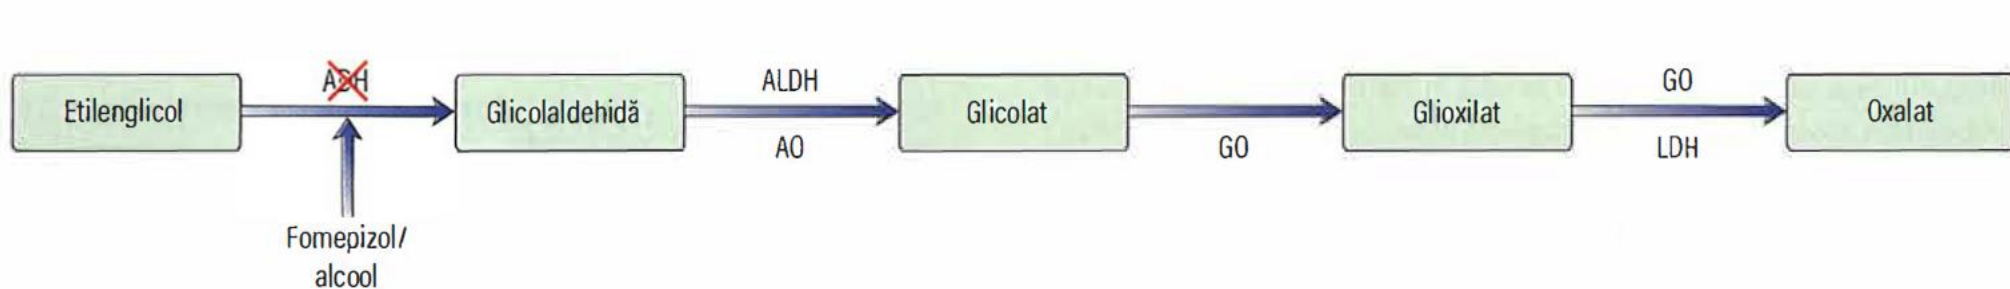 ADH
ALDH
GO
Etilenglicol
Glicolaldehidă
Glicolat
Glioxilat
Oxalat
AO
GO
LDH
Fomepizol/
alcool